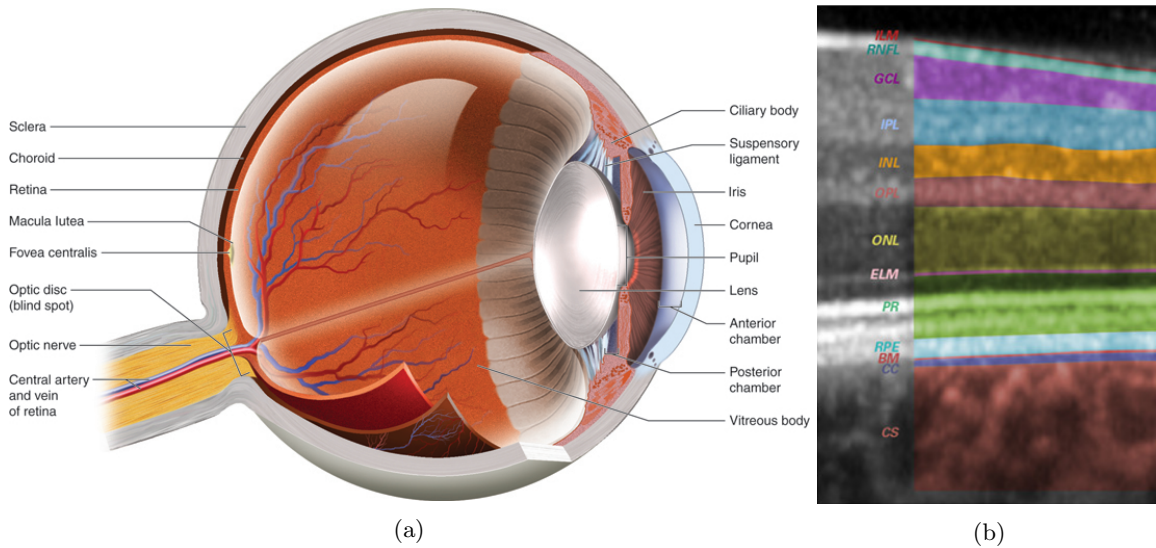 Sclera
Choroid
Retina
Macula lutea
Fovea centralis
Optic disc
(blind spot)
Optic nerve
Central artery
and vein
of retina
Ciliary body
Suspensory
ligament
Iris
Cornea
Pupil
Lens
Anterior
chamber
Posterior
chamber
Vitreous body
(a)
ILM
RNFL
GCL
IPL
INL
OPL
ONL
ELM
PR
RPE
BM
CC
CS
(b)